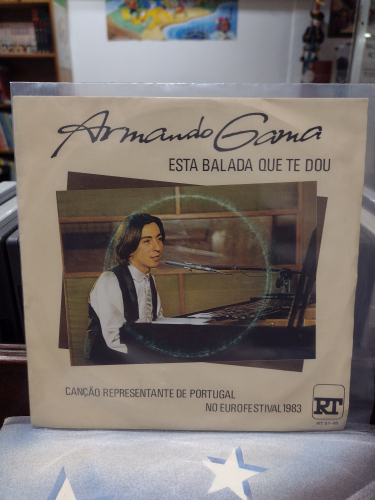 Armando Gama
ESTA BALADA QUE TE DOU
CANÇÃO REPRESENTANTE DE PORTUGAL
NO EUROFESTIVAL 1983
RT